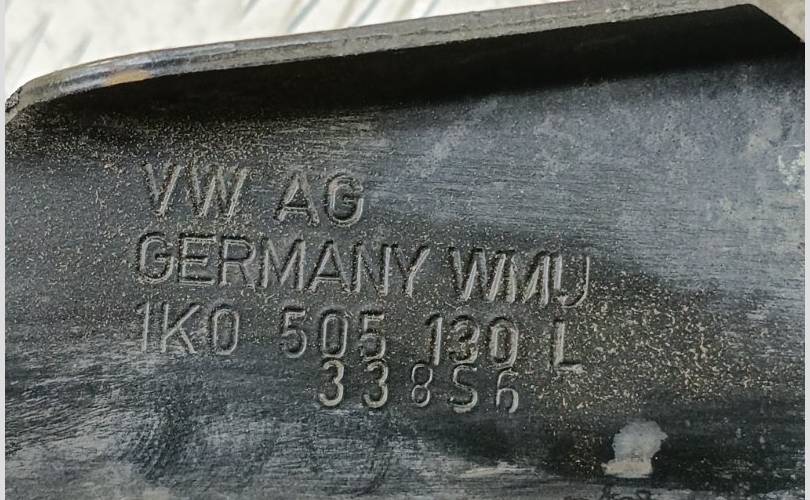 VW AG
GERMANY WMU
1K0 505 130 L
338S6